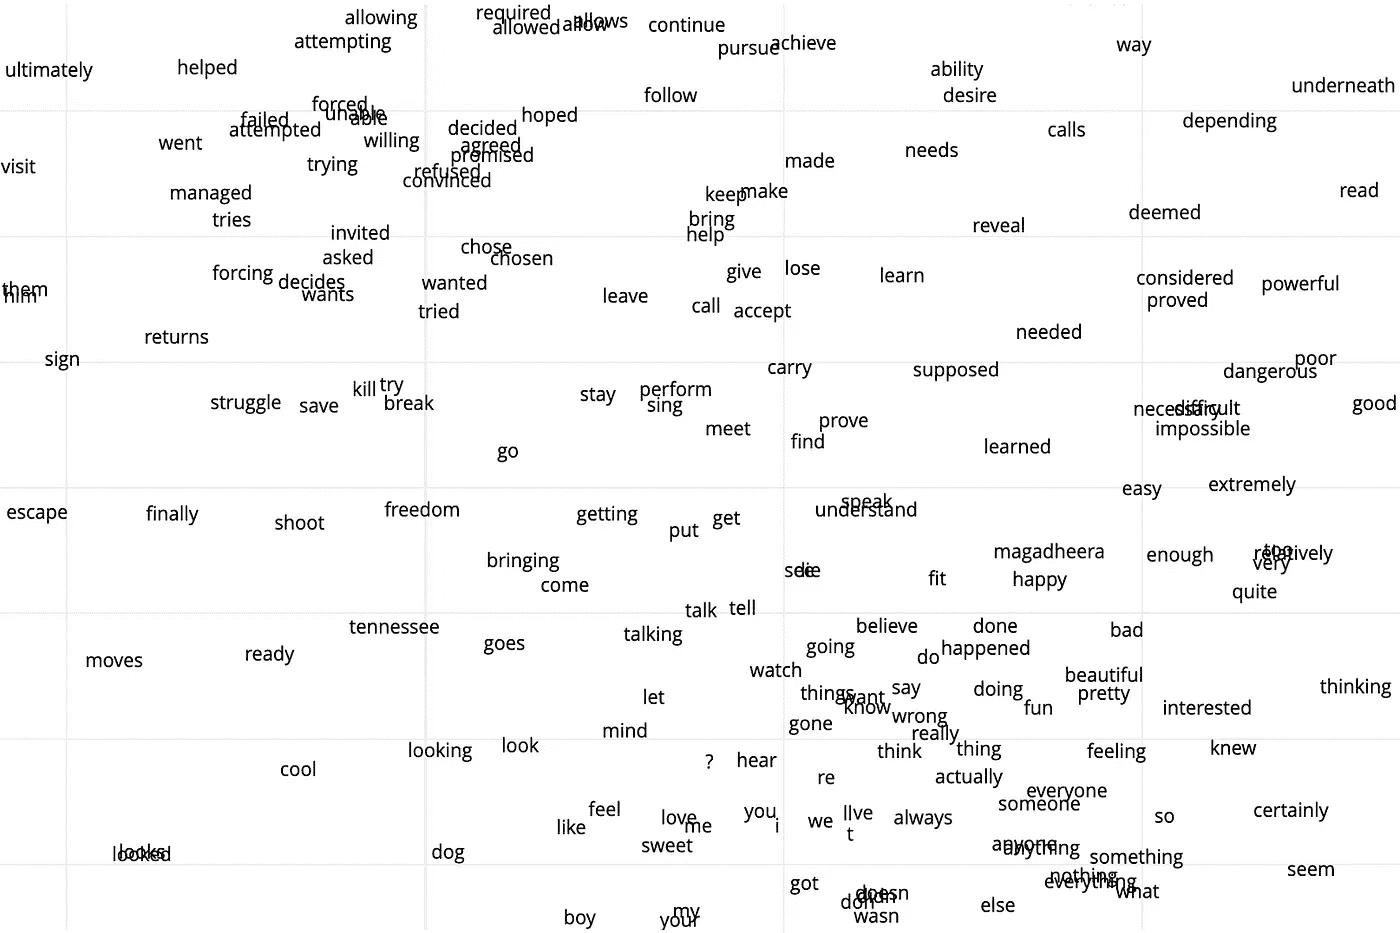 required
allowing
allows
allow
allowed
continue
attempting
achieve
way
pursue
helped
ultimately
ability
underneath
follow
desire
forced
unable
able
hoped
failed
depending
decided
attempted
calls
willing
went
agreed
needs
promised
made
trying
visit
refused
convinced
read
managed
keep
make
deemed
tries
bring
reveal
invited
help
chose
asked
chosen
lose
give
forcing
learn
considered
decides
wanted
powerful
them
him
wants
leave
proved
call
accept
tried
needed
returns
sign
poor
carry
supposed
dangerous
try
kill
perform
stay
struggle
save
break
sing
good
necessary
difficult
prove
meet
impossible
find
learned
go
extremely
easy
speak
freedom
understand
escape
finally
getting
get
shoot
put
too
magadheera
enough
relatively
bringing
very
see
die
fit
happy
come
quite
tell
talk
tennessee
believe
done
bad
talking
goes
going
happened
ready
do
moves
watch
beautiful
thinking
say
doing
things
pretty
let
want
know
fun
interested
wrong
gone
mind
really
look
looking
think
thing
feeling
knew
?
hear
cool
re
actually
everyone
someone
feel
you
ll
ve
certainly
love
always
so
we
like
me
i
t
anyone
sweet
anything
looks
looked
dog
something
seem
nothing
everything
got
what
doesn
didn
don
else
my
boy
your
wasn